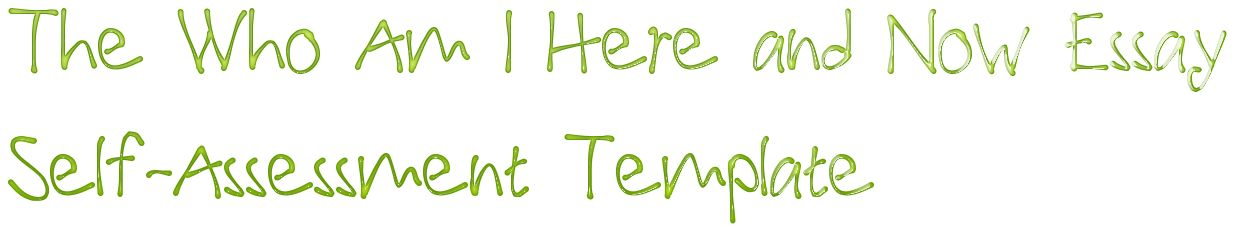 The Who Am I Here and Now Essay
Self-Assessment Template